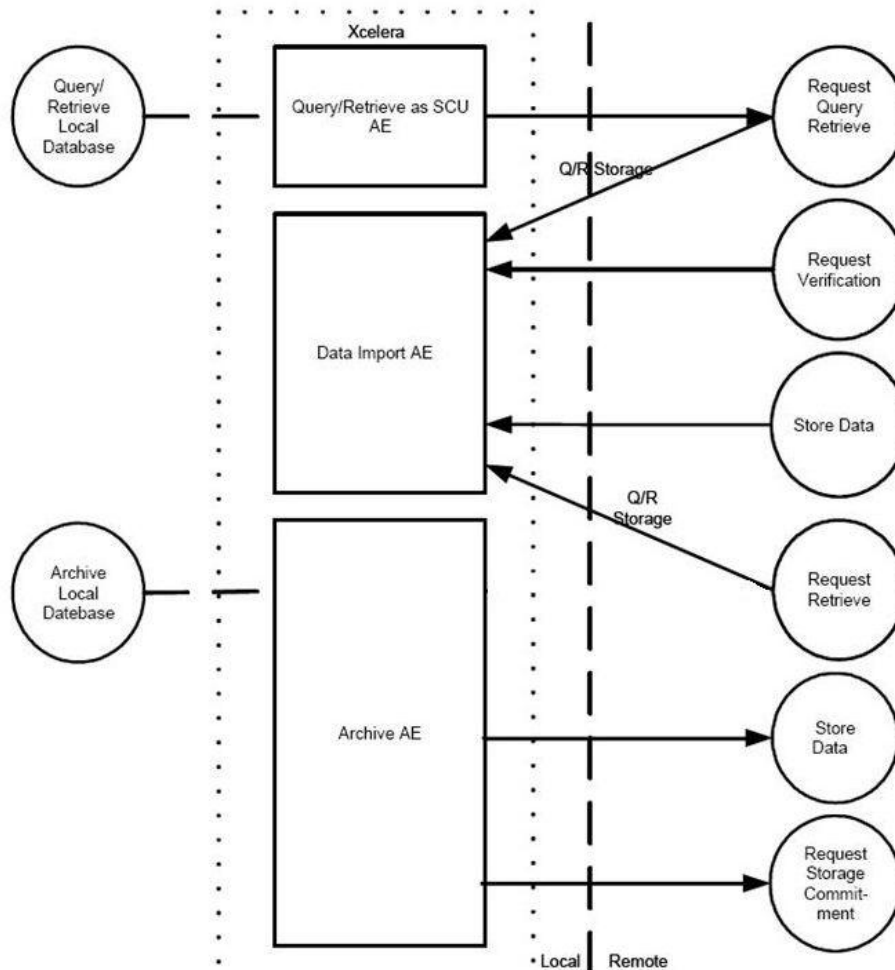 Xcelera
Query/
Retrieve
Local
Database
Query/Retrieve as SCU
AE
Request
Query
Retrieve
Q/R Storage
Request
Verification
Data Import AE
Store Data
Q/R
Storage
Archive
Local
Datebase
Request
Retrieve
Archive AE
Store
Data
Request
Storage
Commit-
ment
Local
Remote